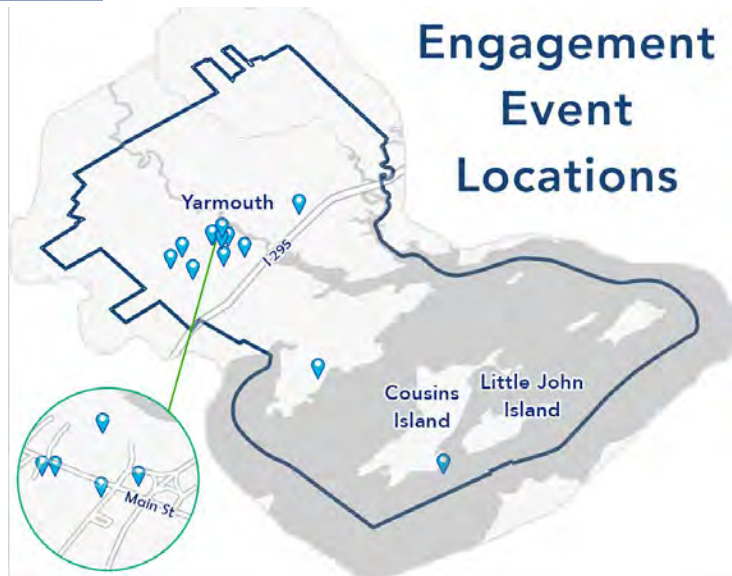 Engagement
Event
Locations
Yarmouth
I 295
Cousins
Island
Little John
Island
Main St